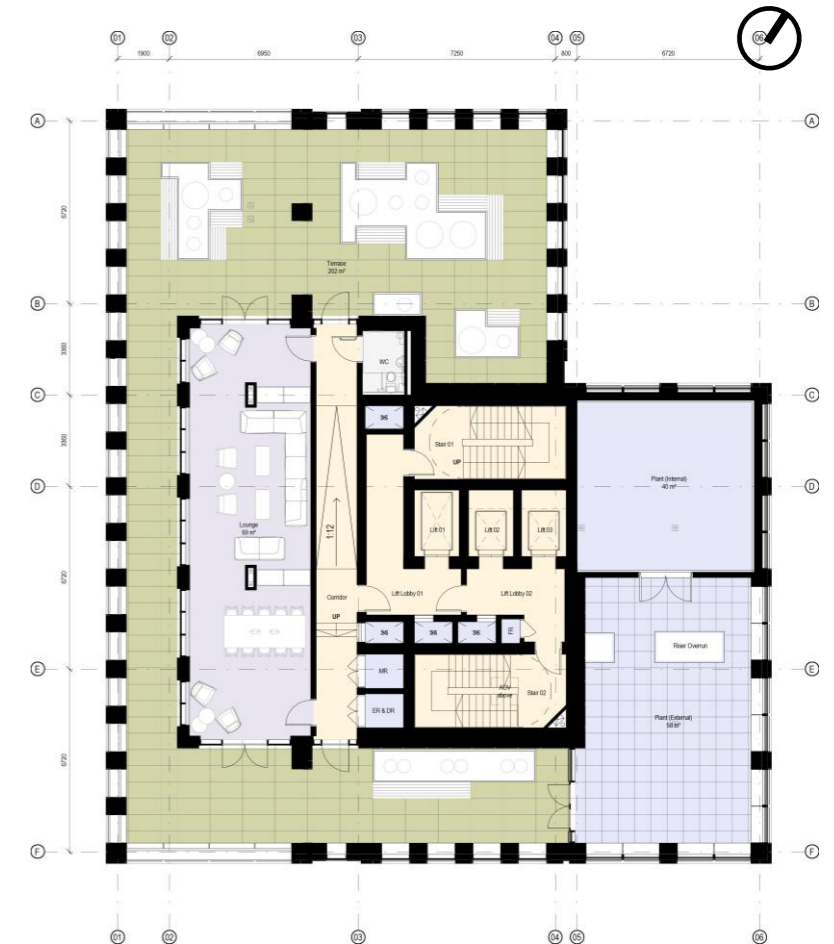 01 02 03 04 05 06
1900 6950 7250 800 6720
A A
6720
Terrace
202 m²
B B
3360
WC
C C
3360
Stair 01
UP
Plant (Internal)
40 m²
D D
Lift 01 Lift 02 Lift 03
Lounge
69 m²
1:12
6720
Corridor Lift Lobby 01 Lift Lobby 02
UP
FR
Riser Overrun
E E
MR
AOV
above
Stair 02
ER & DR
Plant (External)
58 m²
6720
F F
01 02 03 04 05 06